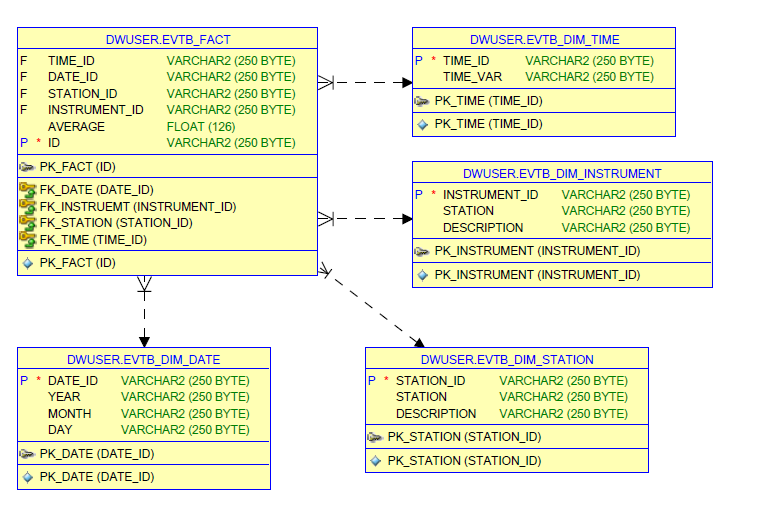 DWUSER.EVTB_FACT
F TIME_ID VARCHAR2 (250 BYTE)
F DATE_ID VARCHAR2 (250 BYTE)
F STATION_ID VARCHAR2 (250 BYTE)
F INSTRUMENT_ID VARCHAR2 (250 BYTE)
AVERAGE FLOAT (126)
P * ID VARCHAR2 (250 BYTE)
PK_FACT (ID)
FK_DATE (DATE_ID)
FK_INSTRUEMT (INSTRUMENT_ID)
FK_STATION (STATION_ID)
FK_TIME (TIME_ID)
PK_FACT (ID)
DWUSER.EVTB_DIM_TIME
P * TIME_ID VARCHAR2 (250 BYTE)
TIME_VAR VARCHAR2 (250 BYTE)
PK_TIME (TIME_ID)
PK_TIME (TIME_ID)
DWUSER.EVTB_DIM_INSTRUMENT
P * INSTRUMENT_ID VARCHAR2 (250 BYTE)
STATION VARCHAR2 (250 BYTE)
DESCRIPTION VARCHAR2 (250 BYTE)
PK_INSTRUMENT (INSTRUMENT_ID)
PK_INSTRUMENT (INSTRUMENT_ID)
DWUSER.EVTB_DIM_DATE
P * DATE_ID VARCHAR2 (250 BYTE)
YEAR VARCHAR2 (250 BYTE)
MONTH VARCHAR2 (250 BYTE)
DAY VARCHAR2 (250 BYTE)
PK_DATE (DATE_ID)
PK_DATE (DATE_ID)
DWUSER.EVTB_DIM_STATION
P * STATION_ID VARCHAR2 (250 BYTE)
STATION VARCHAR2 (250 BYTE)
DESCRIPTION VARCHAR2 (250 BYTE)
PK_STATION (STATION_ID)
PK_STATION (STATION_ID)